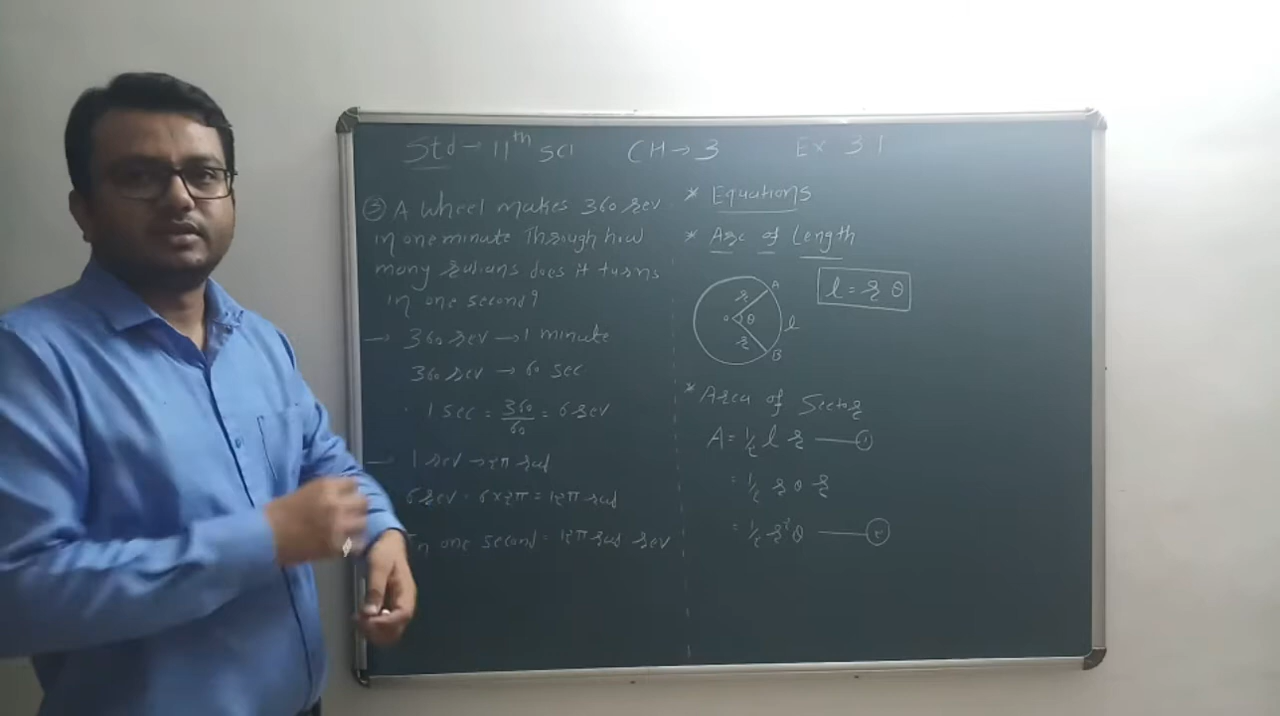 Std → 11th SCI CH → 3 Ex 3.1
③ A Wheel makes 360 rev
in one minute Through how
many radians does it turns
in one second?
→ 360 rev → 1 minute
360 rev → 60 sec
∴ 1 sec = 360/60 = 6 rev
→ 1 rev → 2π rad
6 rev = 6×2π = 12π rad
In one second = 12π rad rev
* Equations
* Arc of Length
r A
O θ l
r B
l = r θ
* Area of Sector
A = 1/2 l r — ①
= 1/2 r θ r
= 1/2 r² θ — ②